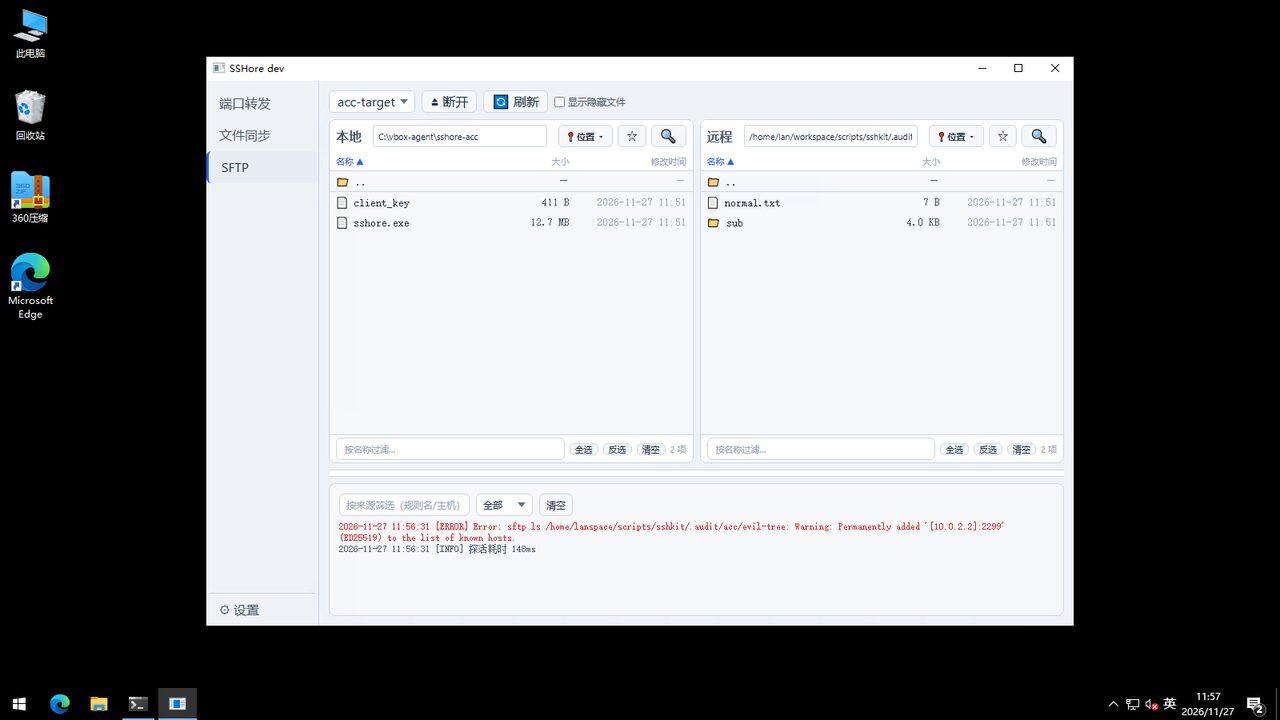 此电脑
回收站
360压缩
Microsoft
Edge
SSHore dev
端口转发
文件同步
SFTP
设置
acc-target
断开
刷新
显示隐藏文件
本地
C:\vbox-agent\sshore-acc
位置
名称 ▲ 大小 修改时间
.. — —
client_key 411 B 2026-11-27 11:51
sshore.exe 12.7 MB 2026-11-27 11:51
按名称过滤... 全选 反选 清空 2 项
远程
/home/lan/workspace/scripts/sshkit/.audit
位置
名称 ▲ 大小 修改时间
.. — —
normal.txt 7 B 2026-11-27 11:51
sub 4.0 KB 2026-11-27 11:51
按名称过滤... 全选 反选 清空 2 项
按来源筛选（规则名/主机） 全部 清空
2026-11-27 11:56:31 [ERROR] Error: sftp ls /home/lanspace/scripts/sshkit/.audit/acc/evil-tree: Warning: Permanently added '[10.0.2.2]:2299'
(ED25519) to the list of known hosts.
2026-11-27 11:56:31 [INFO] 探活耗时 148ms
英
11:57
2026/11/27
2